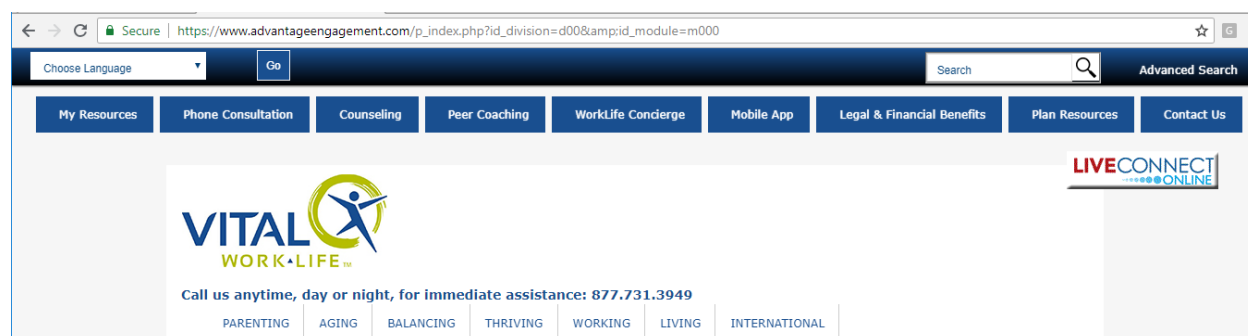 Secure | https://www.advantageengagement.com/p_index.php?id_division=d00&amp;id_module=m000
G
Choose Language Go Search Advanced Search
My Resources Phone Consultation Counseling Peer Coaching WorkLife Concierge Mobile App Legal & Financial Benefits Plan Resources Contact Us
LIVECONNECT
ONLINE
VITAL
WORK LIFE TM
Call us anytime, day or night, for immediate assistance: 877.731.3949
PARENTING AGING BALANCING THRIVING WORKING LIVING INTERNATIONAL